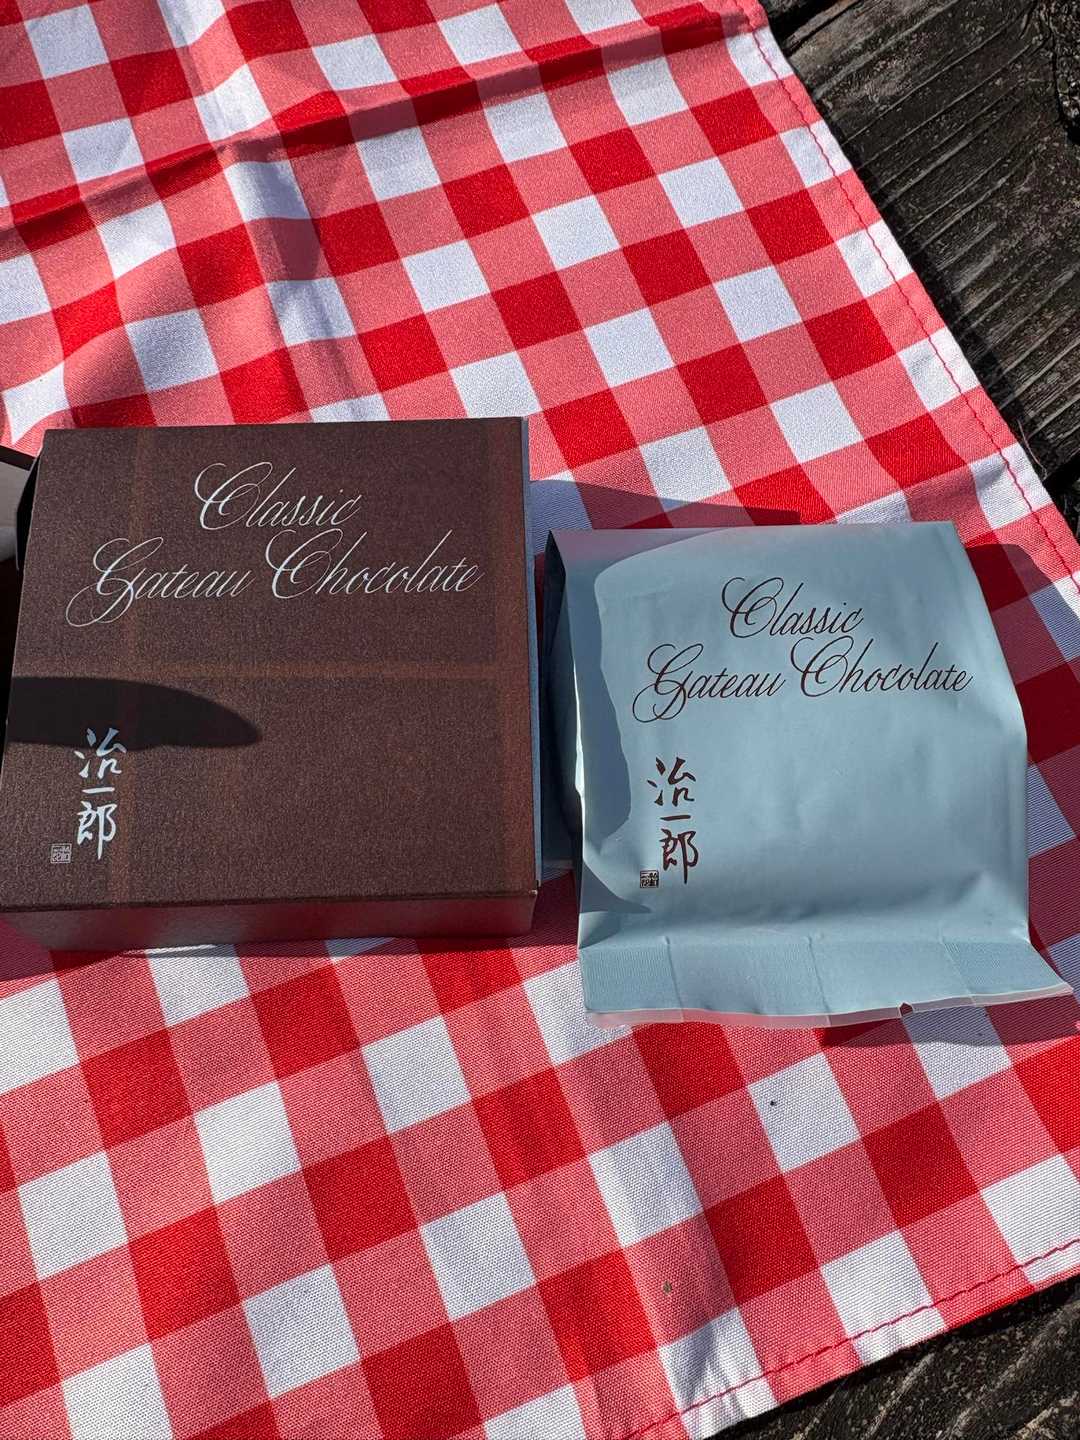 Classic
Gateau Chocolate
治一郎
Classic
Gateau Chocolate
治一郎